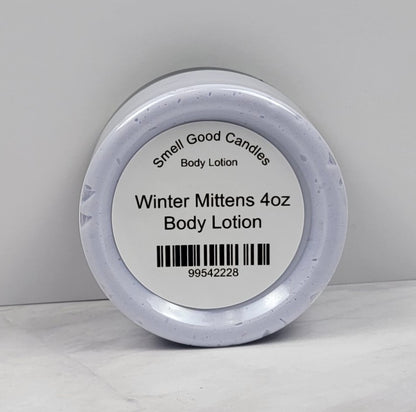 Smell Good Candles
Body Lotion
Winter Mittens 4oz
Body Lotion
99542228